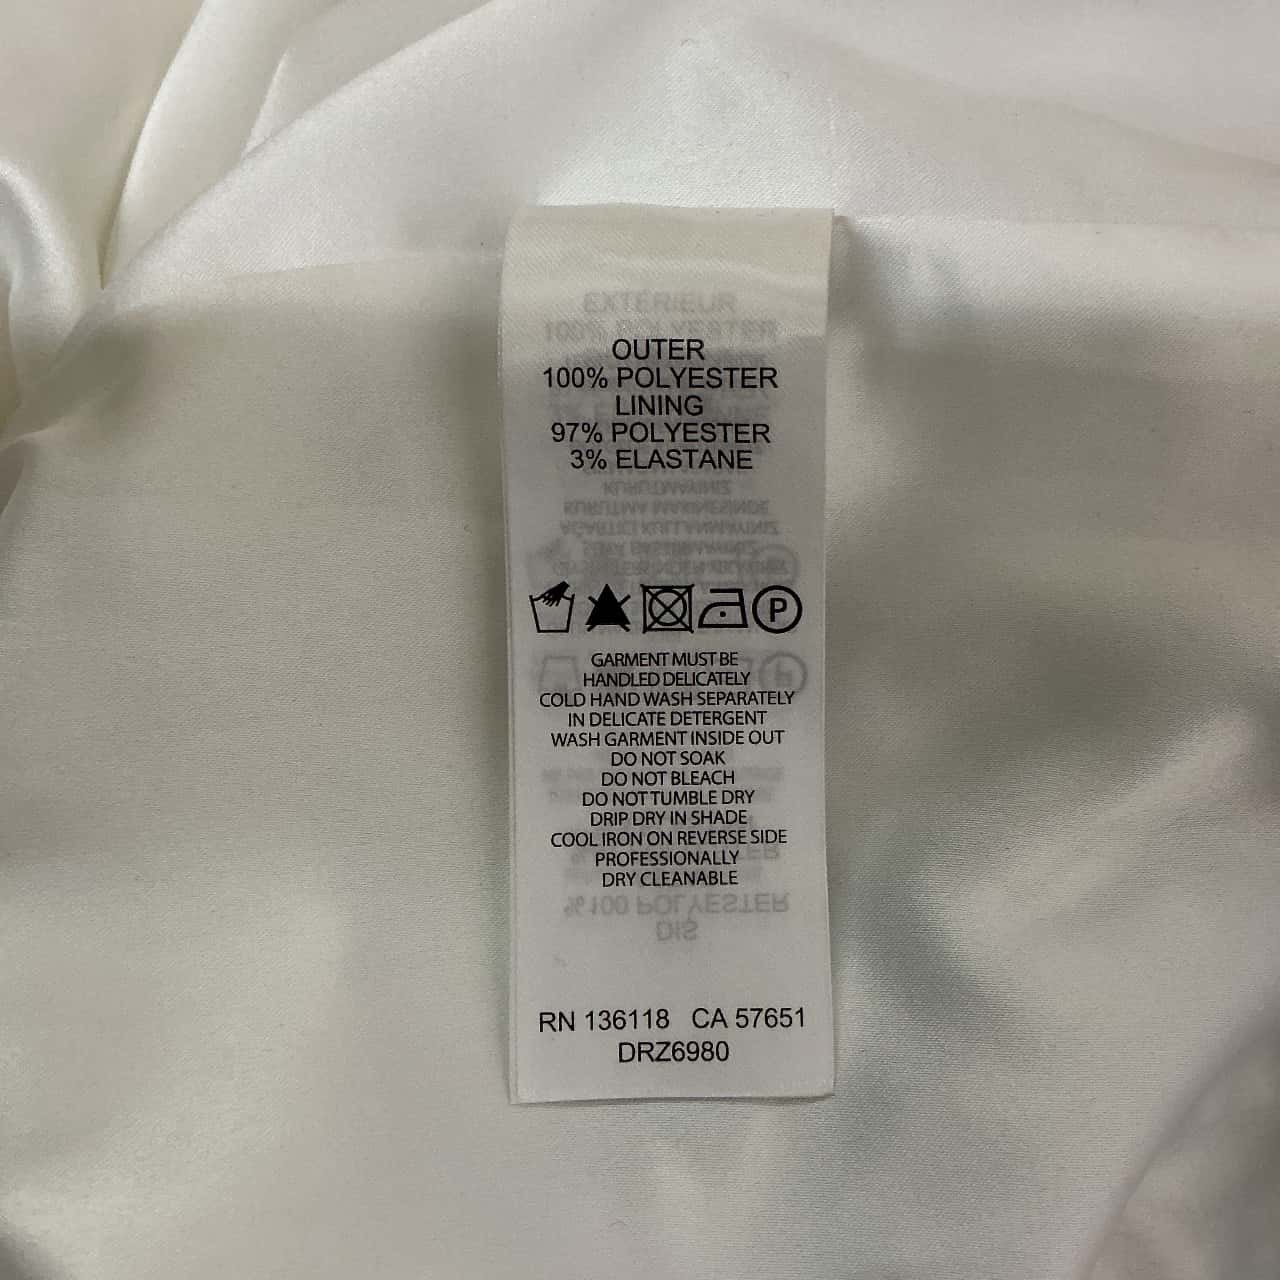 OUTER
100% POLYESTER
LINING
97% POLYESTER
3% ELASTANE
P
GARMENT MUST BE
HANDLED DELICATELY
COLD HAND WASH SEPARATELY
IN DELICATE DETERGENT
WASH GARMENT INSIDE OUT
DO NOT SOAK
DO NOT BLEACH
DO NOT TUMBLE DRY
DRIP DRY IN SHADE
COOL IRON ON REVERSE SIDE
PROFESSIONALLY
DRY CLEANABLE
RN 136118 CA 57651
DRZ6980